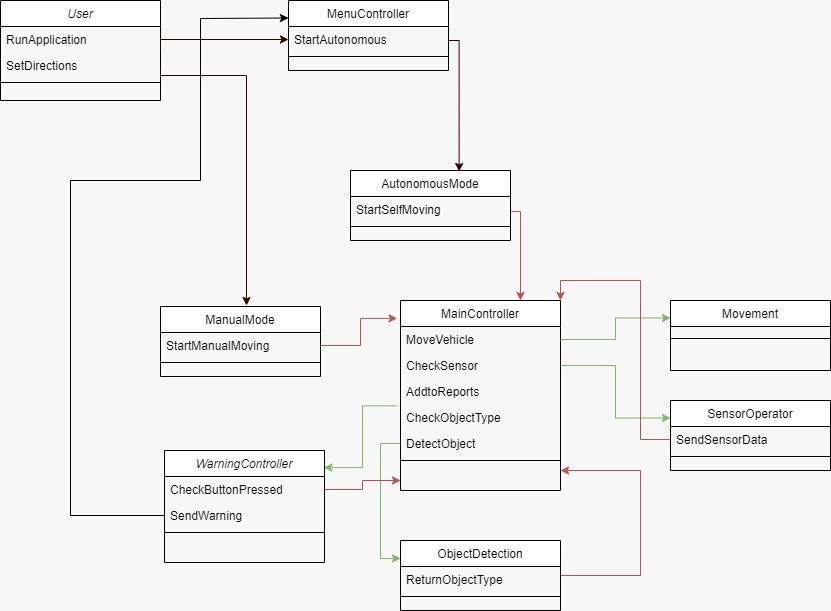 User
RunApplication
SetDirections
MenuController
StartAutonomous
AutonomousMode
StartSelfMoving
ManualMode
StartManualMoving
MainController
MoveVehicle
CheckSensor
AddtoReports
CheckObjectType
DetectObject
Movement
SensorOperator
SendSensorData
WarningController
CheckButtonPressed
SendWarning
ObjectDetection
ReturnObjectType